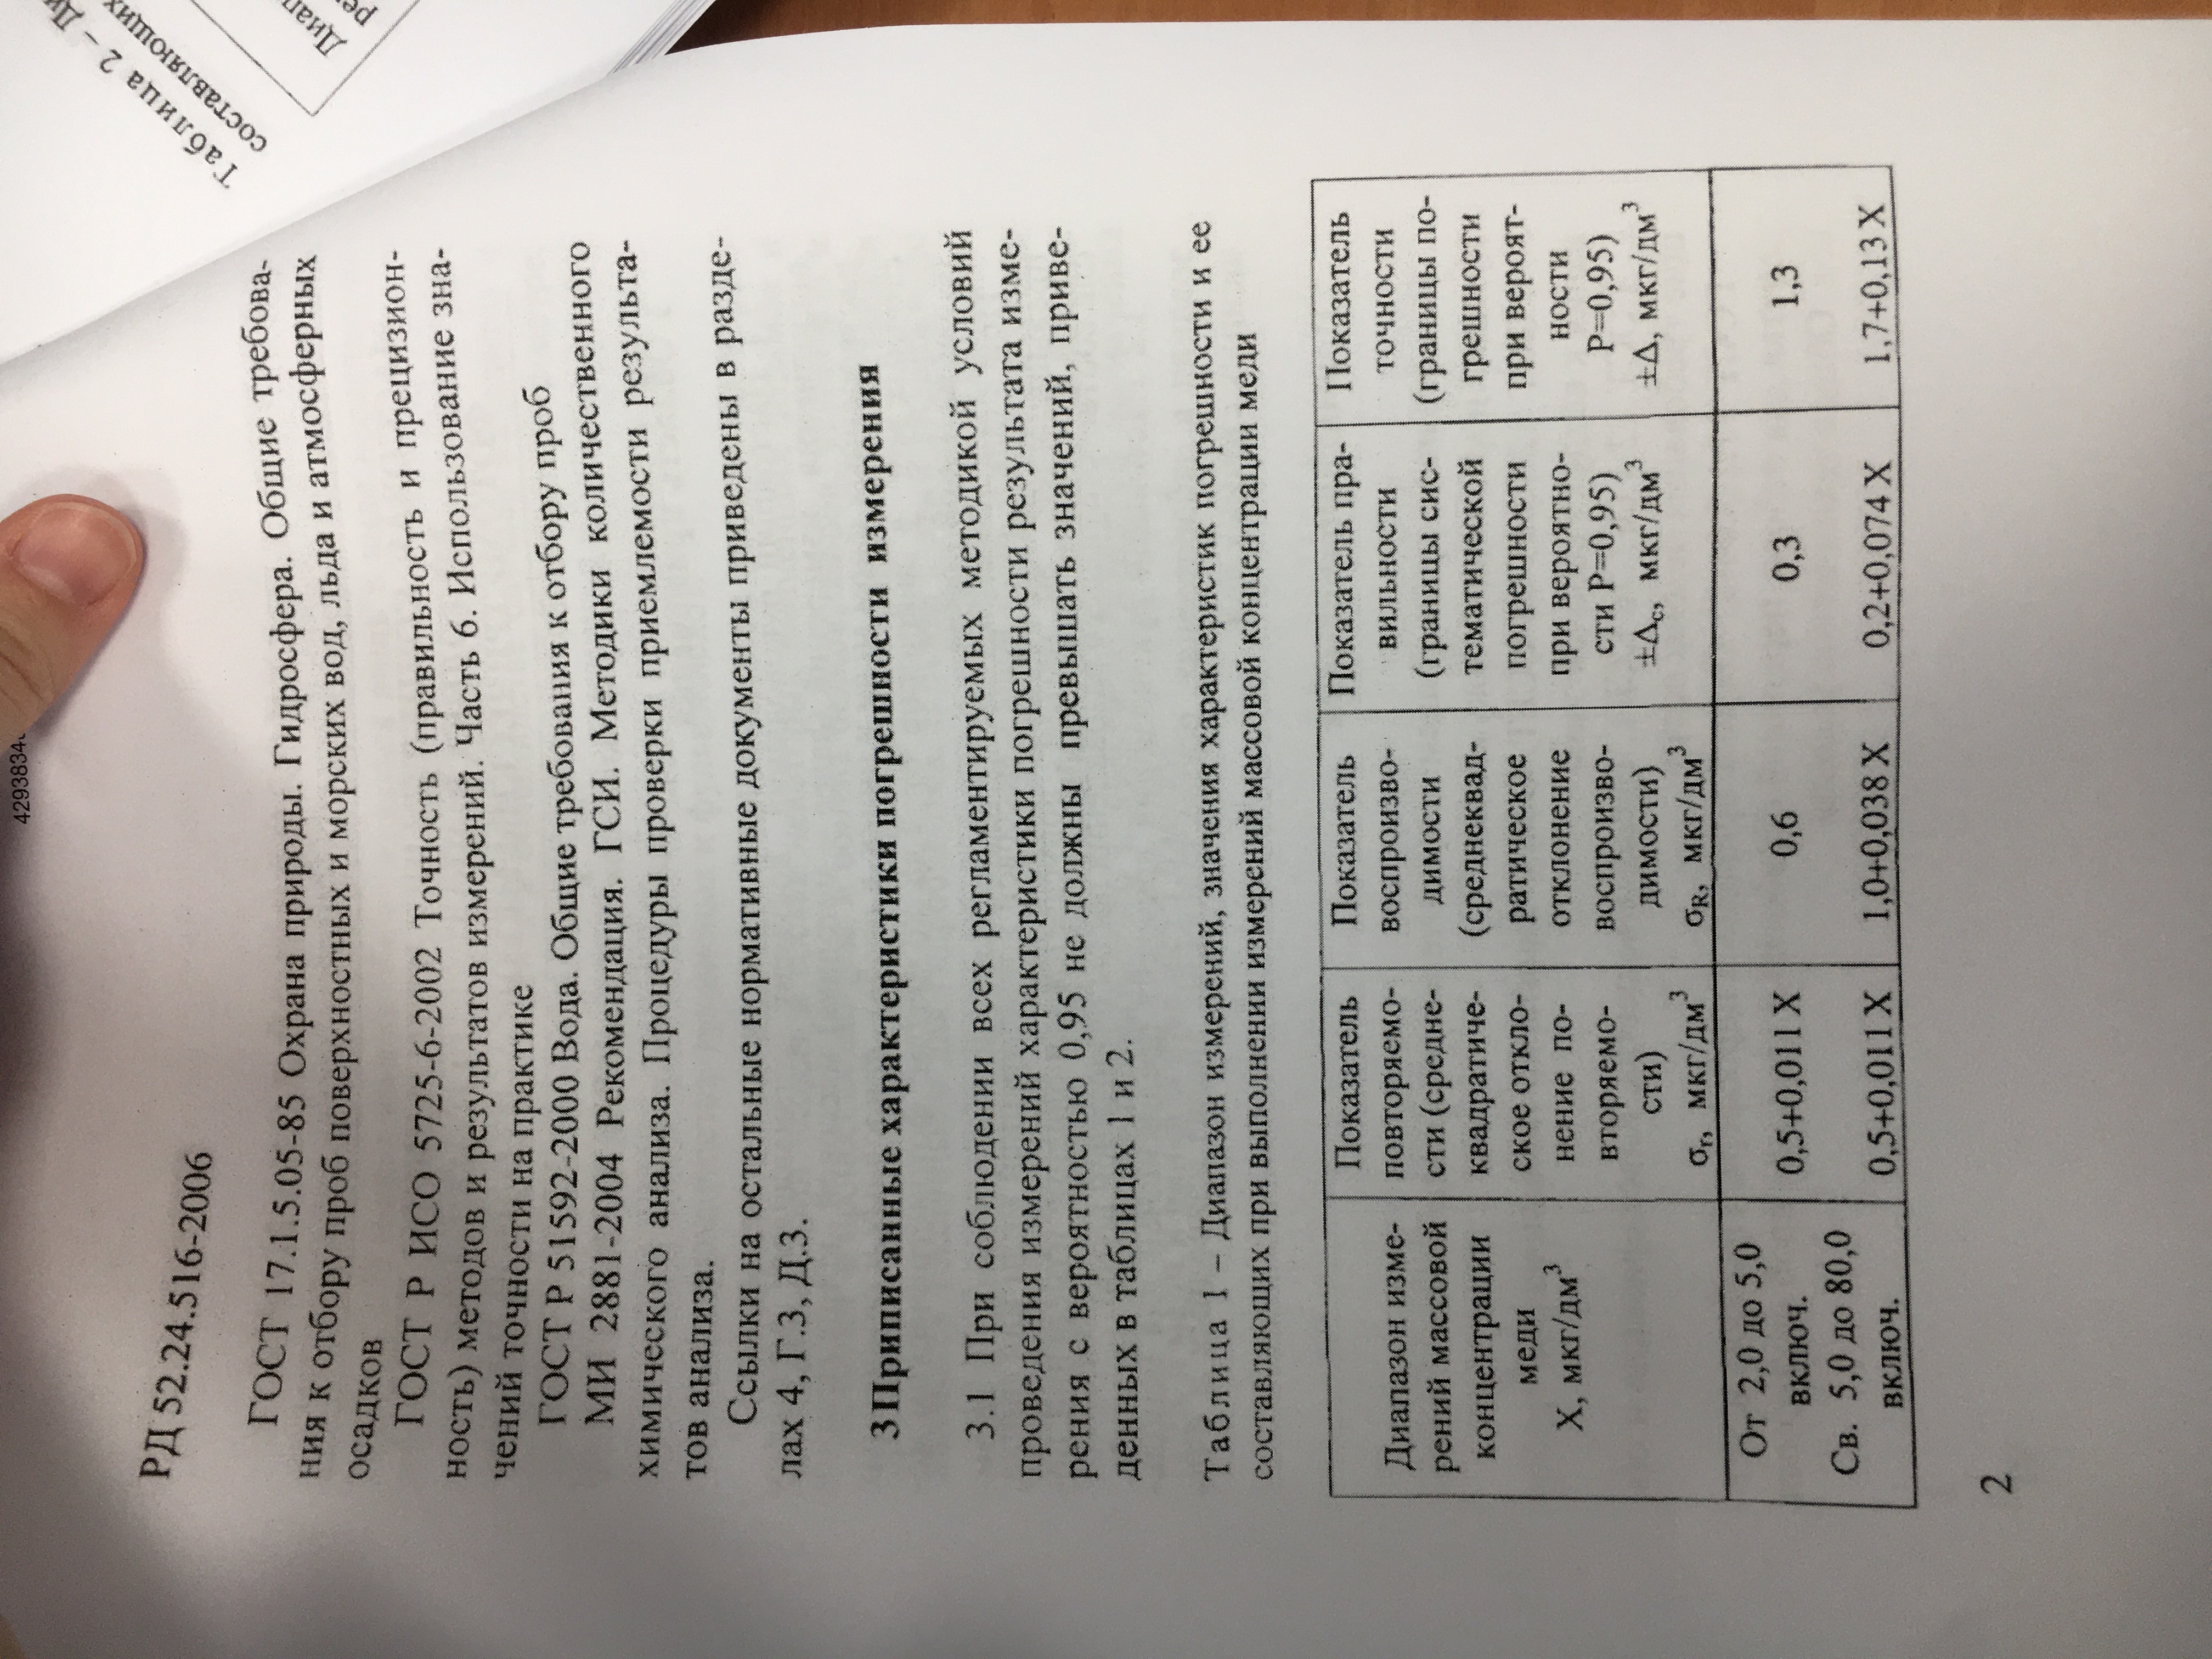 РД 52.24.516-2006
ГОСТ 17.1.5.05-85 Охрана природы. Гидросфера. Общие требова-
ния к отбору проб поверхностных и морских вод, льда и атмосферных
осадков
ГОСТ Р ИСО 5725-6-2002 Точность (правильность и прецизион-
ность) методов и результатов измерений. Часть 6. Использование зна-
чений точности на практике
ГОСТ Р 51592-2000 Вода. Общие требования к отбору проб
МИ 2881-2004 Рекомендация. ГСИ. Методики количественного
химического анализа. Процедуры проверки приемлемости результа-
тов анализа.
Ссылки на остальные нормативные документы приведены в разде-
лах 4, Г.3, Д.3.
3 Приписанные характеристики погрешности измерения
3.1 При соблюдении всех регламентируемых методикой условий
проведения измерений характеристики погрешности результата изме-
рения с вероятностью 0,95 не должны превышать значений, приве-
денных в таблицах 1 и 2.
Таблица 1 – Диапазон измерений, значения характеристик погрешности и ее
составляющих при выполнении измерений массовой концентрации меди
Диапазон изме-
рений массовой
концентрации
меди
X, мкг/дм³
Показатель
повторяемо-
сти (средне-
квадратиче-
ское откло-
нение по-
вторяемо-
сти)
σr, мкг/дм³
Показатель
воспроизво-
димости
(среднеквад-
ратическое
отклонение
воспроизво-
димости)
σR, мкг/дм³
Показатель пра-
вильности
(границы сис-
тематической
погрешности
при вероятно-
сти Р=0,95)
±Δс, мкг/дм³
Показатель
точности
(границы по-
грешности
при вероят-
ности
Р=0,95)
±Δ, мкг/дм³
От 2,0 до 5,0
включ.
0,5+0,011 X
0,6
0,3
1,3
Св. 5,0 до 80,0
включ.
0,5+0,011 X
1,0+0,038 X
0,2+0,074 X
1,7+0,13 X
2
Таблица 2 –
составляющих
Диап